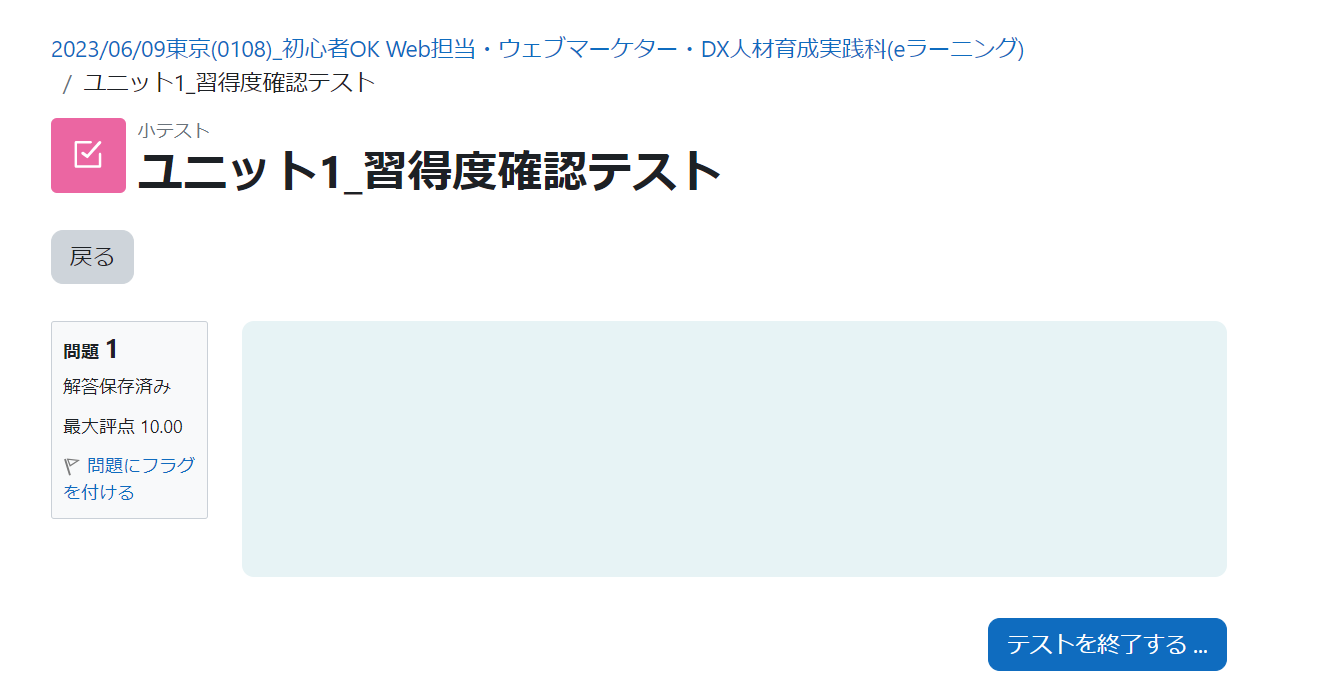 2023/06/09東京(0108)_初心者OK Web担当・ウェブマーケター・DX人材育成実践科(eラーニング)
/ ユニット1_習得度確認テスト
小テスト
ユニット1_習得度確認テスト
戻る
問題 1
解答保存済み
最大評点 10.00
問題にフラグ
を付ける
テストを終了する ...